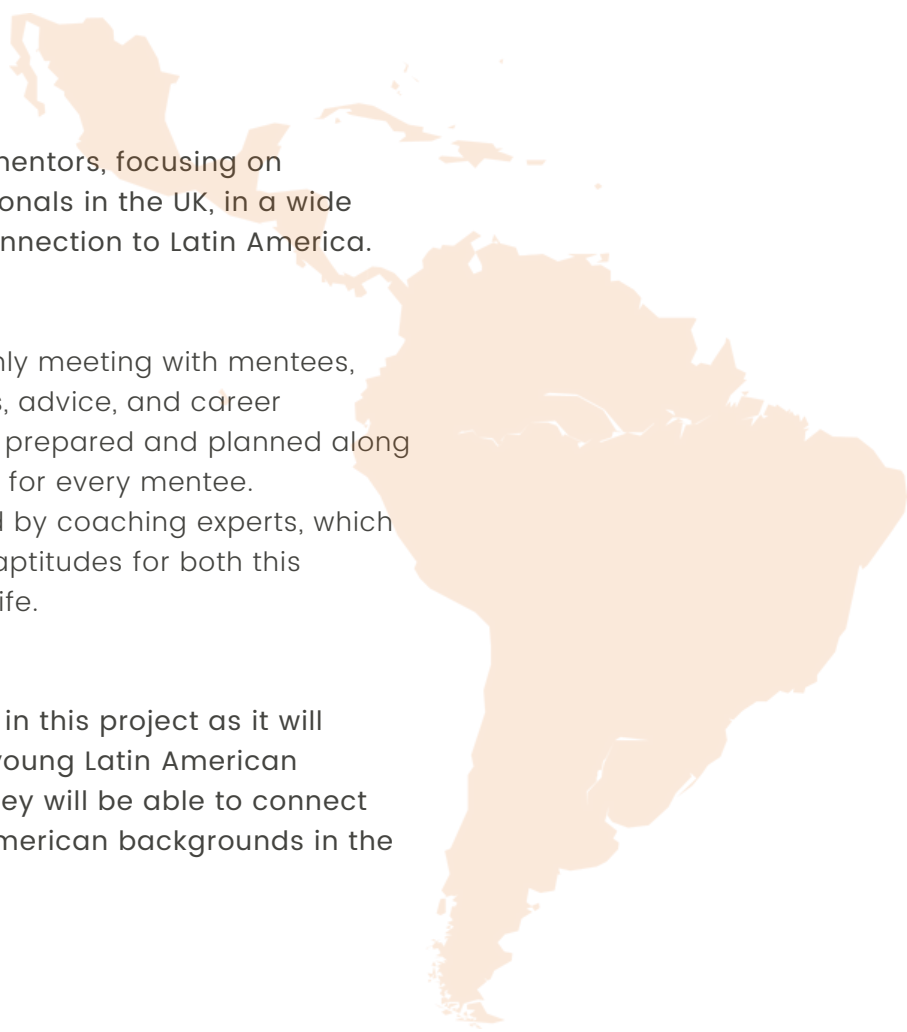 nentors, focusing on
onals in the UK, in a wide
nnection to Latin America.
nly meeting with mentees,
s, advice, and career
prepared and planned along
for every mentee.
d by coaching experts, which
aptitudes for both this
ife.
in this project as it will
young Latin American
ey will be able to connect
merican backgrounds in the